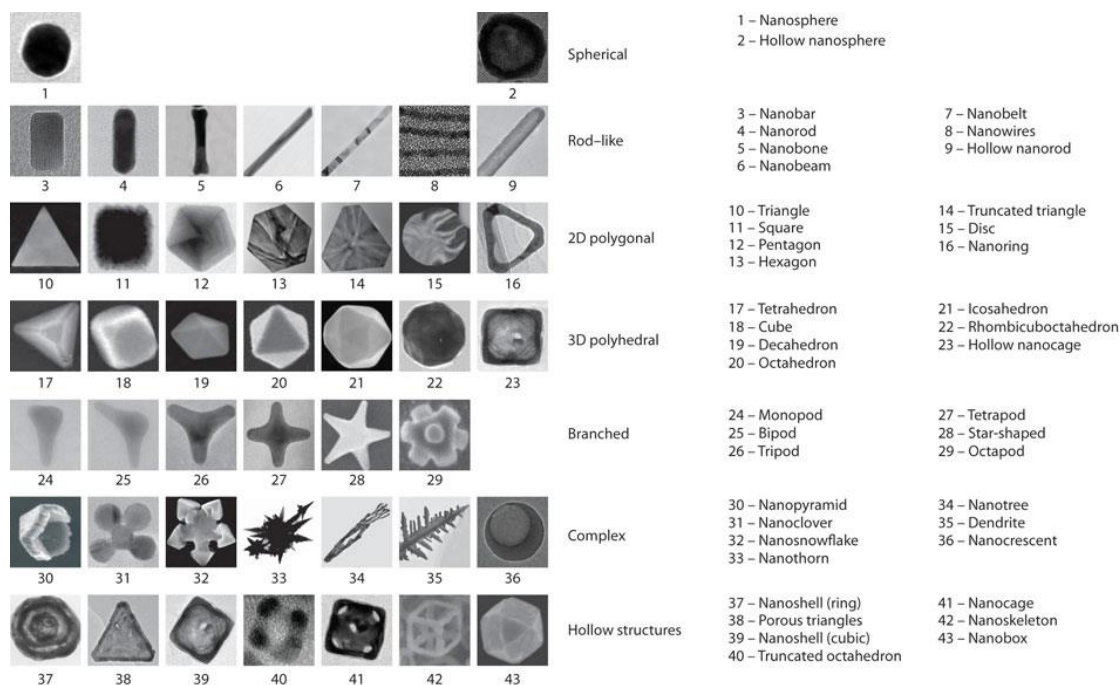 1 2
Spherical
1 – Nanosphere
2 – Hollow nanosphere
3 4 5 6 7 8 9
Rod–like
3 – Nanobar
4 – Nanorod
5 – Nanobone
6 – Nanobeam
7 – Nanobelt
8 – Nanowires
9 – Hollow nanorod
10 11 12 13 14 15 16
2D polygonal
10 – Triangle
11 – Square
12 – Pentagon
13 – Hexagon
14 – Truncated triangle
15 – Disc
16 – Nanoring
17 18 19 20 21 22 23
3D polyhedral
17 – Tetrahedron
18 – Cube
19 – Decahedron
20 – Octahedron
21 – Icosahedron
22 – Rhombicuboctahedron
23 – Hollow nanocage
24 25 26 27 28 29
Branched
24 – Monopod
25 – Bipod
26 – Tripod
27 – Tetrapod
28 – Star-shaped
29 – Octapod
30 31 32 33 34 35 36
Complex
30 – Nanopyramid
31 – Nanoclover
32 – Nanosnowflake
33 – Nanothorn
34 – Nanotree
35 – Dendrite
36 – Nanocrescent
37 38 39 40 41 42 43
Hollow structures
37 – Nanoshell (ring)
38 – Porous triangles
39 – Nanoshell (cubic)
40 – Truncated octahedron
41 – Nanocage
42 – Nanoskeleton
43 – Nanobox